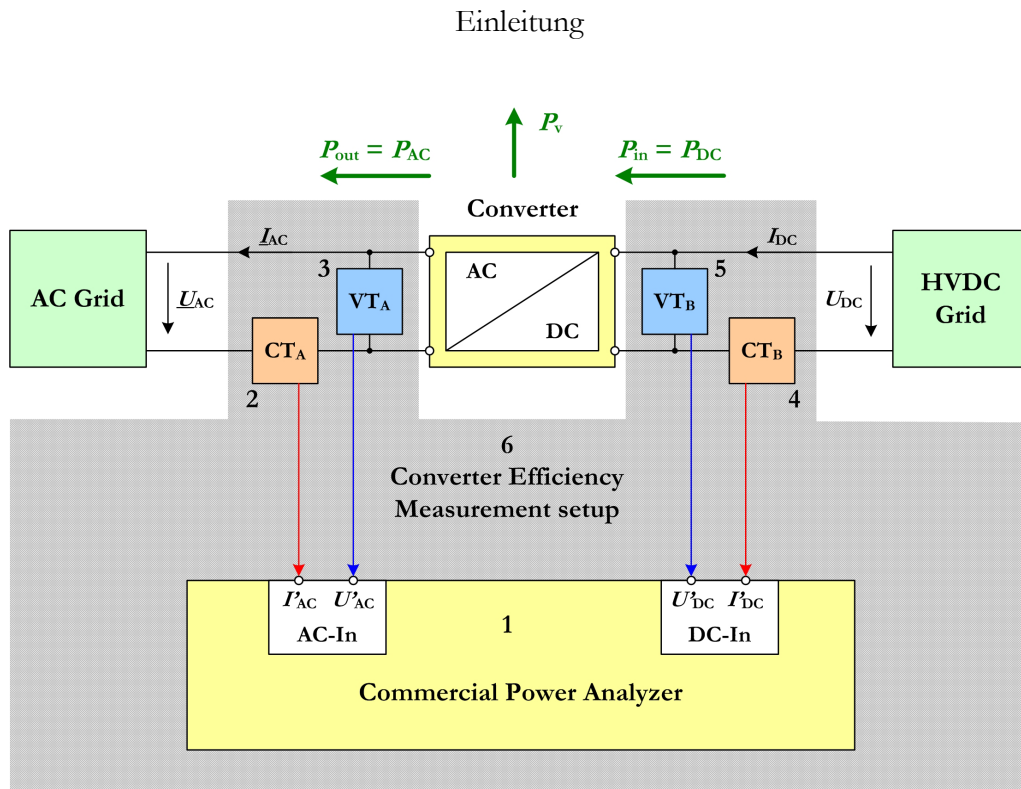 Einleitung
Pv
Pout = PAC
Pin = PDC
Converter
IAC
IDC
3
5
AC Grid
UAC
VTA
AC
DC
VTB
UDC
HVDC
Grid
CTA
CTB
2
4
6
Converter Efficiency
Measurement setup
I'AC U'AC
U'DC I'DC
AC-In
1
DC-In
Commercial Power Analyzer